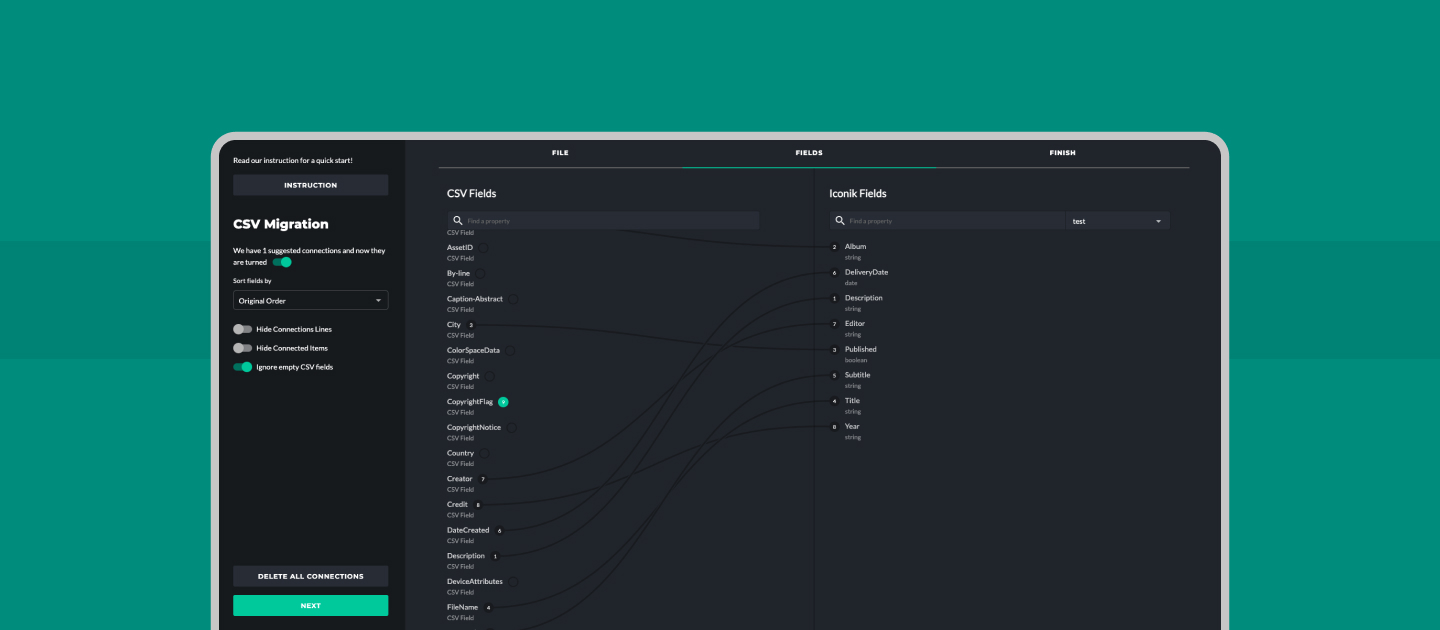 Read our instruction for a quick start!
INSTRUCTION
CSV Migration
We have 1 suggested connections and now they
are turned
Sort fields by
Original Order
Hide Connections Lines
Hide Connected Items
Ignore empty CSV fields
DELETE ALL CONNECTIONS
NEXT
FILE
FIELDS
FINISH
CSV Fields
Find a property
CSV Field
AssetID
CSV Field
By-line
CSV Field
Caption-Abstract
CSV Field
City 3
CSV Field
ColorSpaceData
CSV Field
Copyright
CSV Field
CopyrightFlag
CSV Field
CopyrightNotice
CSV Field
Country
CSV Field
Creator 7
CSV Field
Credit 8
CSV Field
DateCreated 6
CSV Field
Description 1
CSV Field
DeviceAttributes
CSV Field
FileName 4
CSV Field
Iconik Fields
Find a property
test
2 Album
string
6 DeliveryDate
date
1 Description
string
7 Editor
string
3 Published
boolean
5 Subtitle
string
4 Title
string
8 Year
string